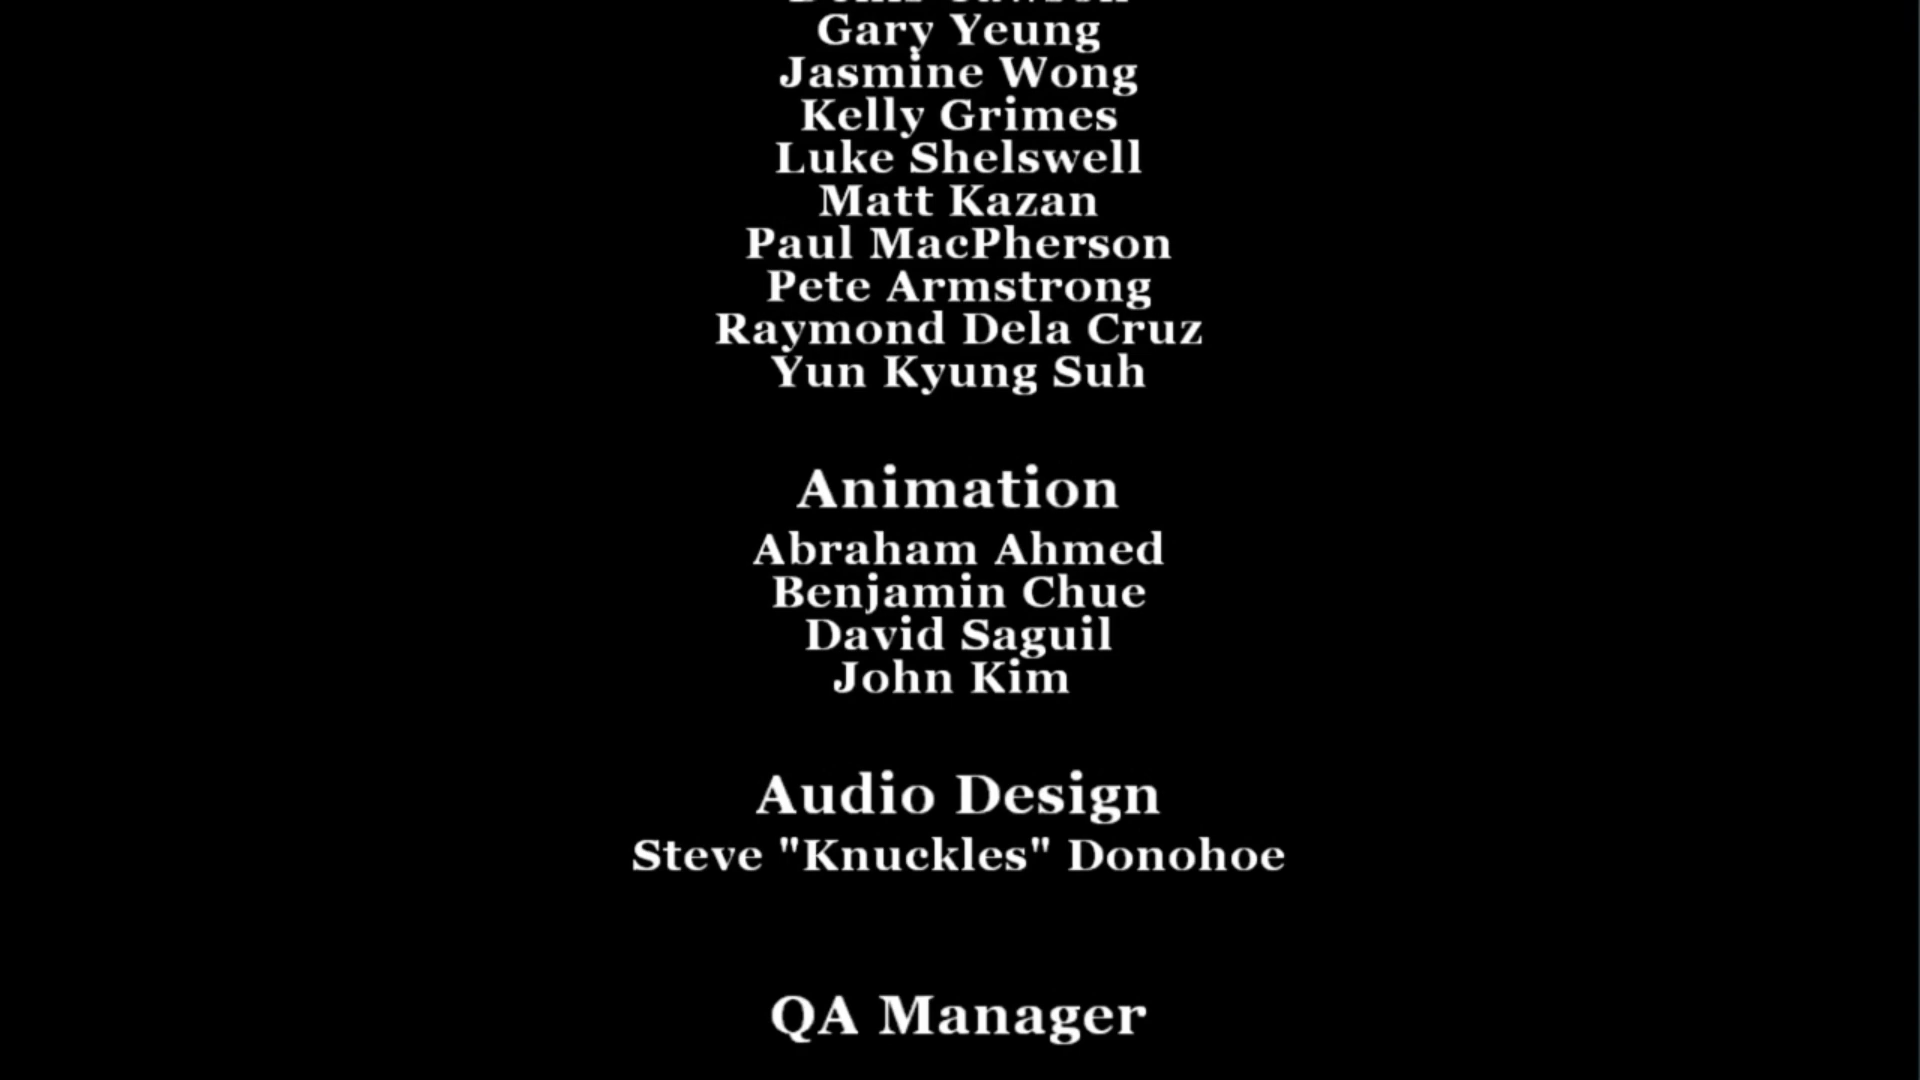 Gary Yeung
Jasmine Wong
Kelly Grimes
Luke Shelswell
Matt Kazan
Paul MacPherson
Pete Armstrong
Raymond Dela Cruz
Yun Kyung Suh
Animation
Abraham Ahmed
Benjamin Chue
David Saguil
John Kim
Audio Design
Steve "Knuckles" Donohoe
QA Manager